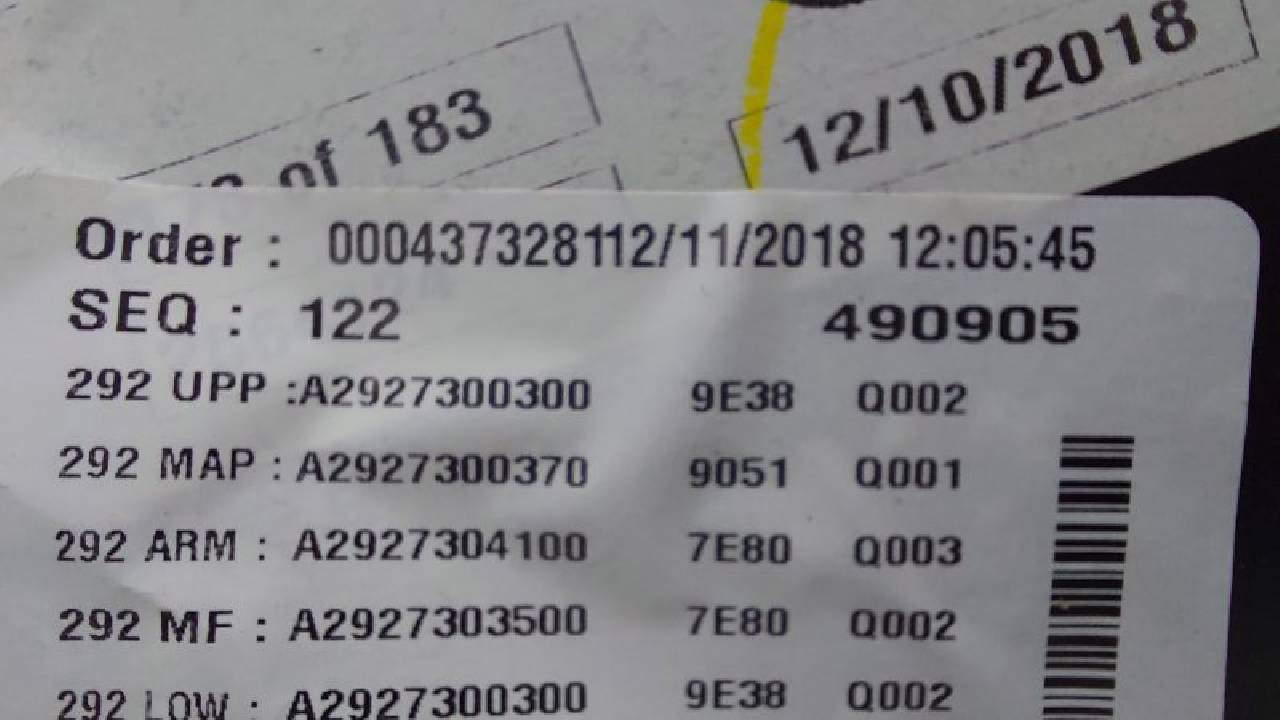 of 183
12/10/2018
Order : 000437328112/11/2018 12:05:45
SEQ : 122 490905
292 UPP :A2927300300 9E38 Q002
292 MAP : A2927300370 9051 Q001
292 ARM : A2927304100 7E80 Q003
292 MF : A2927303500 7E80 Q002
292 LOW : A2927300300 9E38 Q002